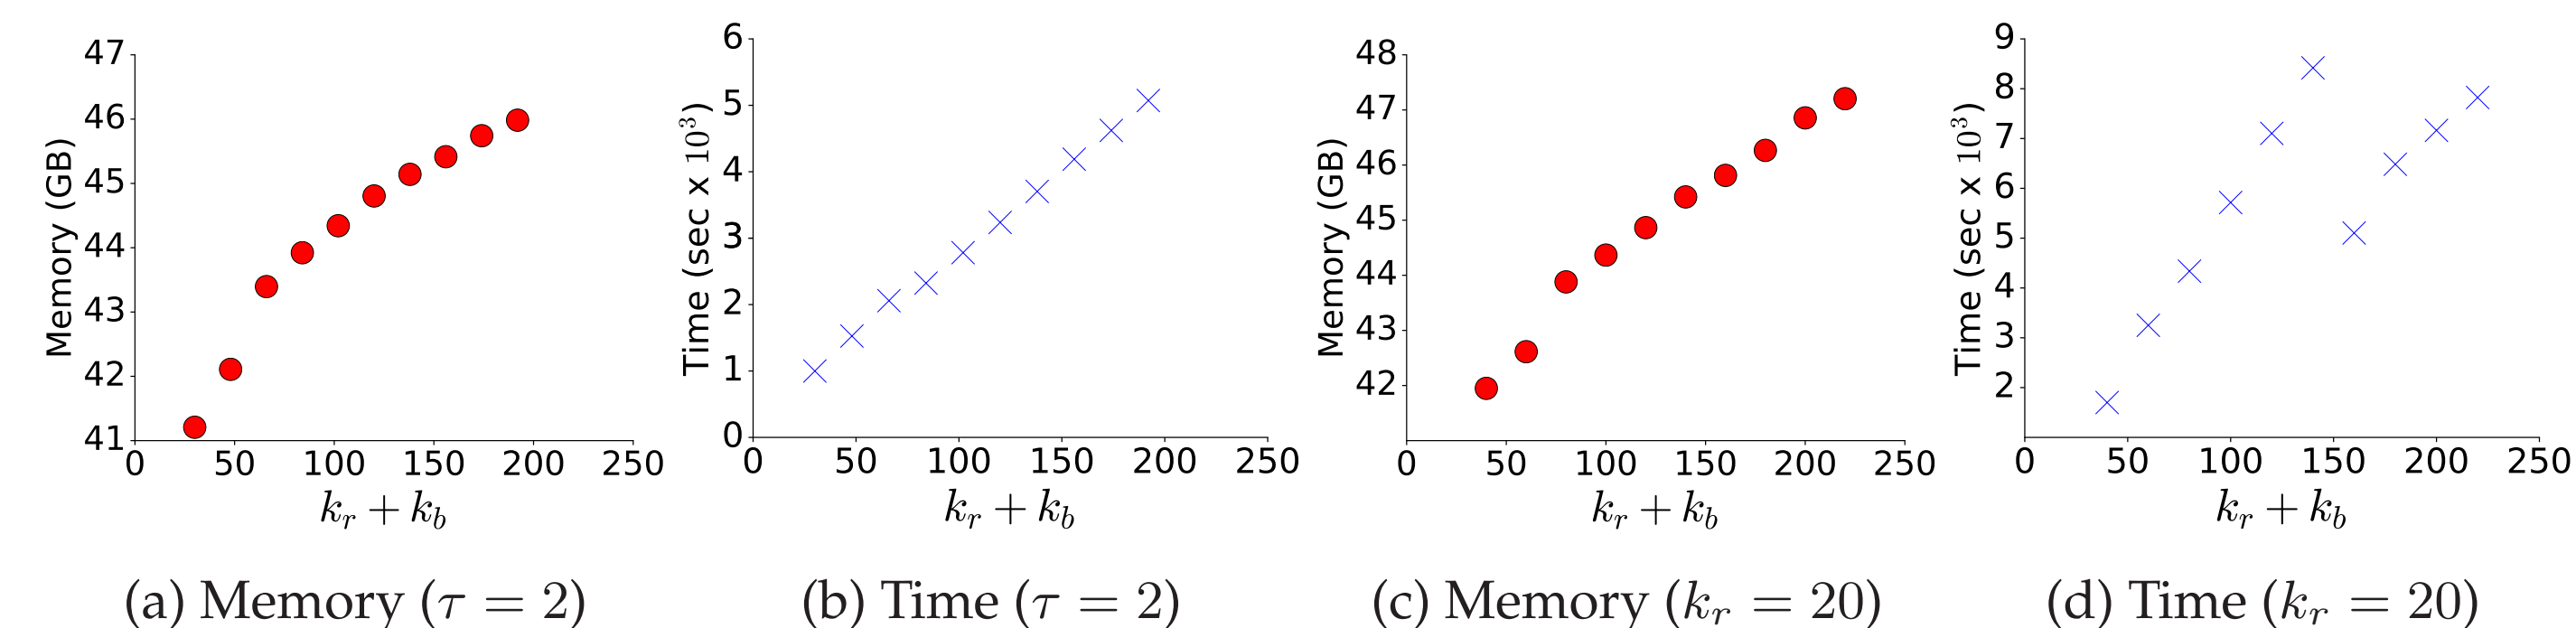 47
46
45
44
43
42
41
0 50 100 150 200 250
Memory (GB)
k_r + k_b
(a) Memory (τ = 2)
6
5
4
3
2
1
0
0 50 100 150 200 250
Time (sec x 10³)
k_r + k_b
(b) Time (τ = 2)
48
47
46
45
44
43
42
0 50 100 150 200 250
Memory (GB)
k_r + k_b
(c) Memory (k_r = 20)
9
8
7
6
5
4
3
2
0 50 100 150 200 250
Time (sec x 10³)
k_r + k_b
(d) Time (k_r = 20)